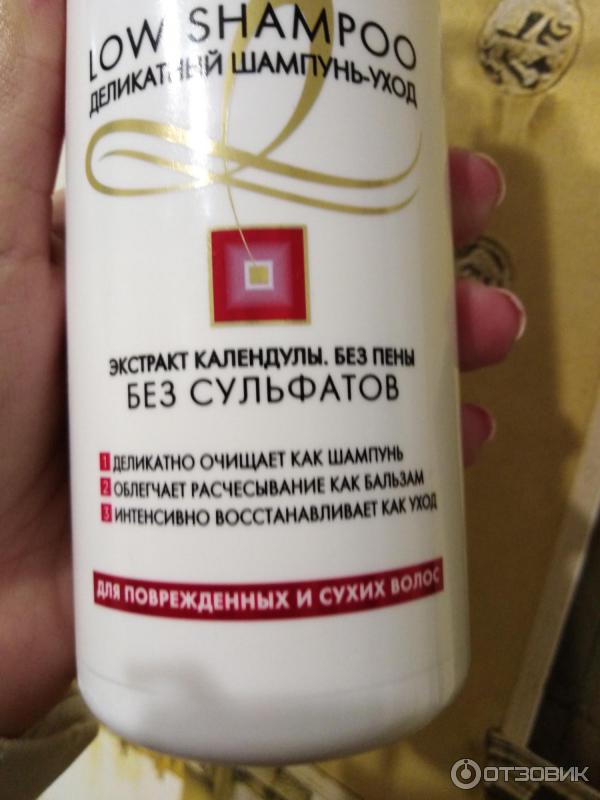 LOW SHAMPOO
ДЕЛИКАТНЫЙ ШАМПУНЬ-УХОД
ЭКСТРАКТ КАЛЕНДУЛЫ. БЕЗ ПЕНЫ
БЕЗ СУЛЬФАТОВ
1 ДЕЛИКАТНО ОЧИЩАЕТ КАК ШАМПУНЬ
2 ОБЛЕГЧАЕТ РАСЧЕСЫВАНИЕ КАК БАЛЬЗАМ
3 ИНТЕНСИВНО ВОССТАНАВЛИВАЕТ КАК УХОД
ДЛЯ ПОВРЕЖДЕННЫХ И СУХИХ ВОЛОС
ОТЗОВИК